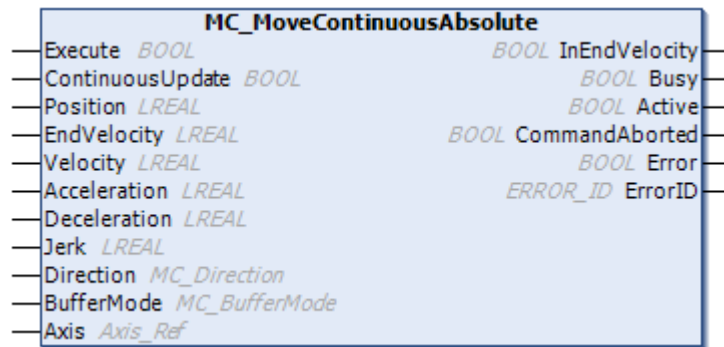 MC_MoveContinuousAbsolute
Execute BOOL BOOL InEndVelocity
ContinuousUpdate BOOL BOOL Busy
Position LREAL BOOL Active
EndVelocity LREAL BOOL CommandAborted
Velocity LREAL BOOL Error
Acceleration LREAL ERROR_ID ErrorID
Deceleration LREAL
Jerk LREAL
Direction MC_Direction
BufferMode MC_BufferMode
Axis Axis_Ref